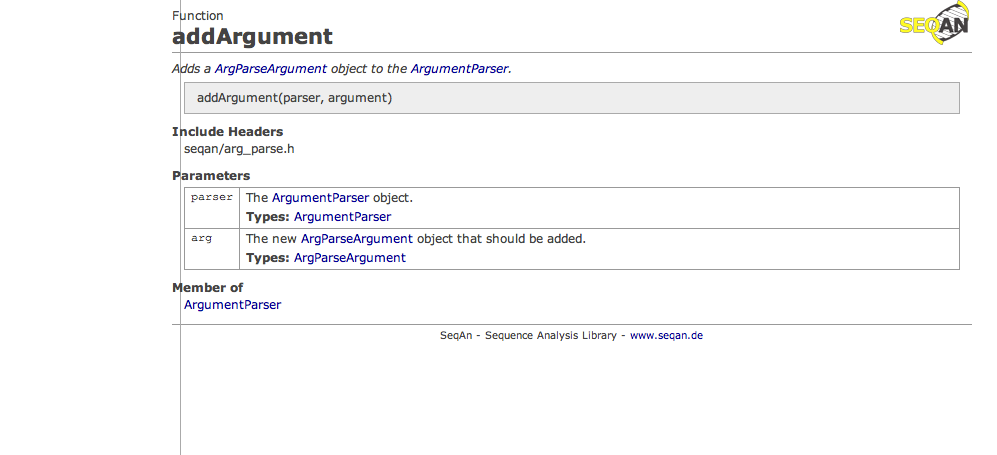 Function
addArgument
SEQAN
Adds a ArgParseArgument object to the ArgumentParser.
addArgument(parser, argument)
Include Headers
seqan/arg_parse.h
Parameters
parser The ArgumentParser object.
Types: ArgumentParser
arg The new ArgParseArgument object that should be added.
Types: ArgParseArgument
Member of
ArgumentParser
SeqAn - Sequence Analysis Library - www.seqan.de